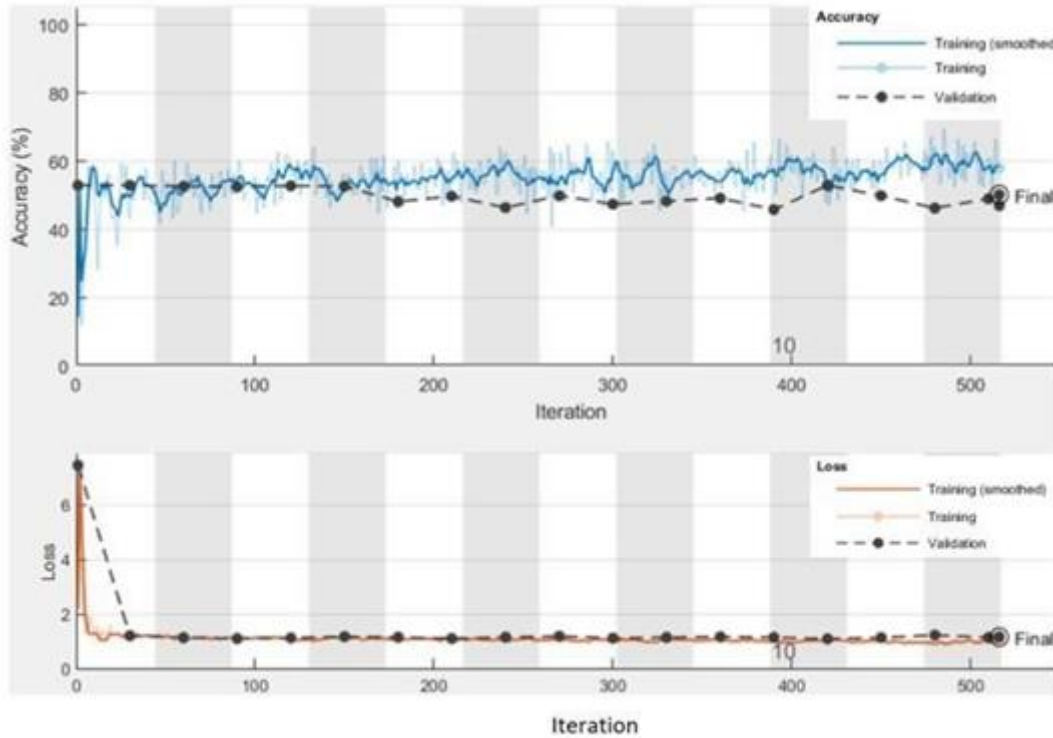 Accuracy
Training (smoothed
Training
Validation
100
80
60
40
20
0
Accuracy (%)
Final
10
0 100 200 300 400 500
Iteration
Loss
Training (smoothed)
Training
Validation
6
4
2
0
Loss
Final
10
0 100 200 300 400 500
Iteration